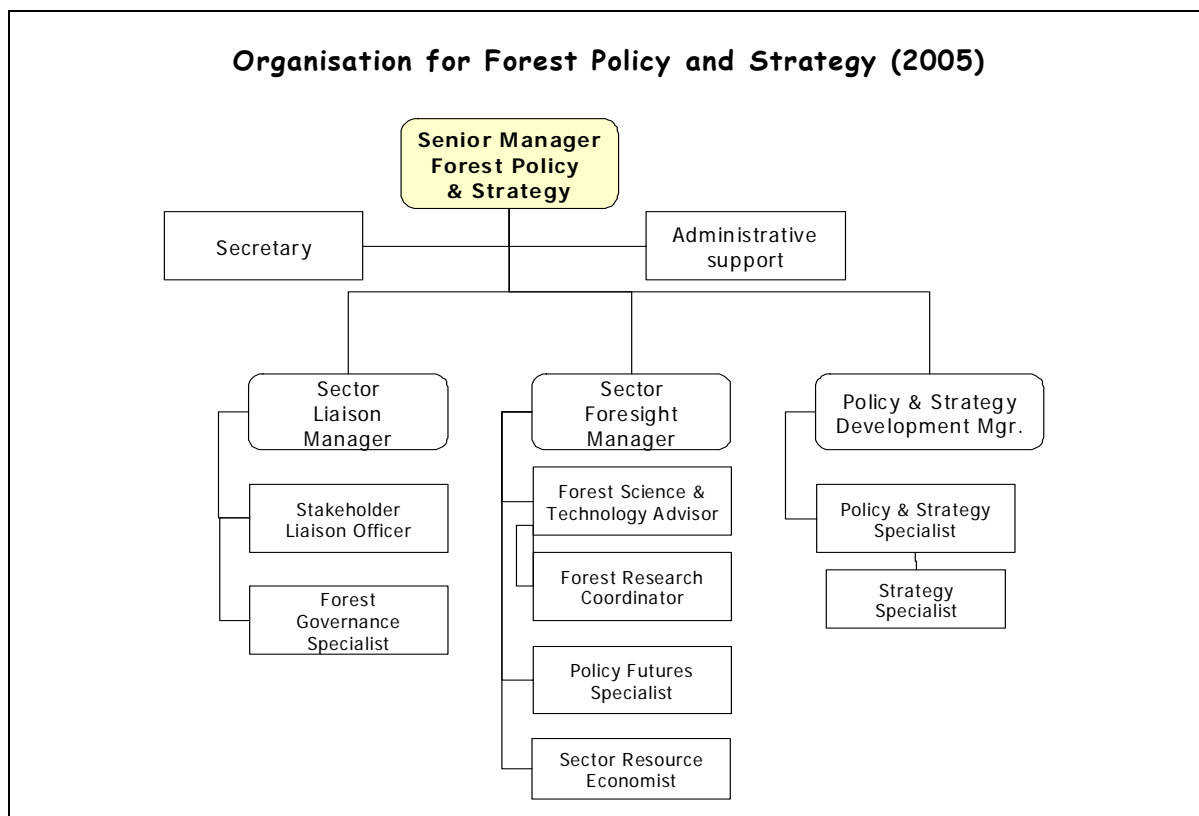 Organisation for Forest Policy and Strategy (2005)
Senior Manager
Forest Policy
& Strategy
Secretary
Administrative
support
Sector
Liaison
Manager
Sector
Foresight
Manager
Policy & Strategy
Development Mgr.
Stakeholder
Liaison Officer
Forest
Governance
Specialist
Forest Science &
Technology Advisor
Forest Research
Coordinator
Policy Futures
Specialist
Sector Resource
Economist
Policy & Strategy
Specialist
Strategy
Specialist